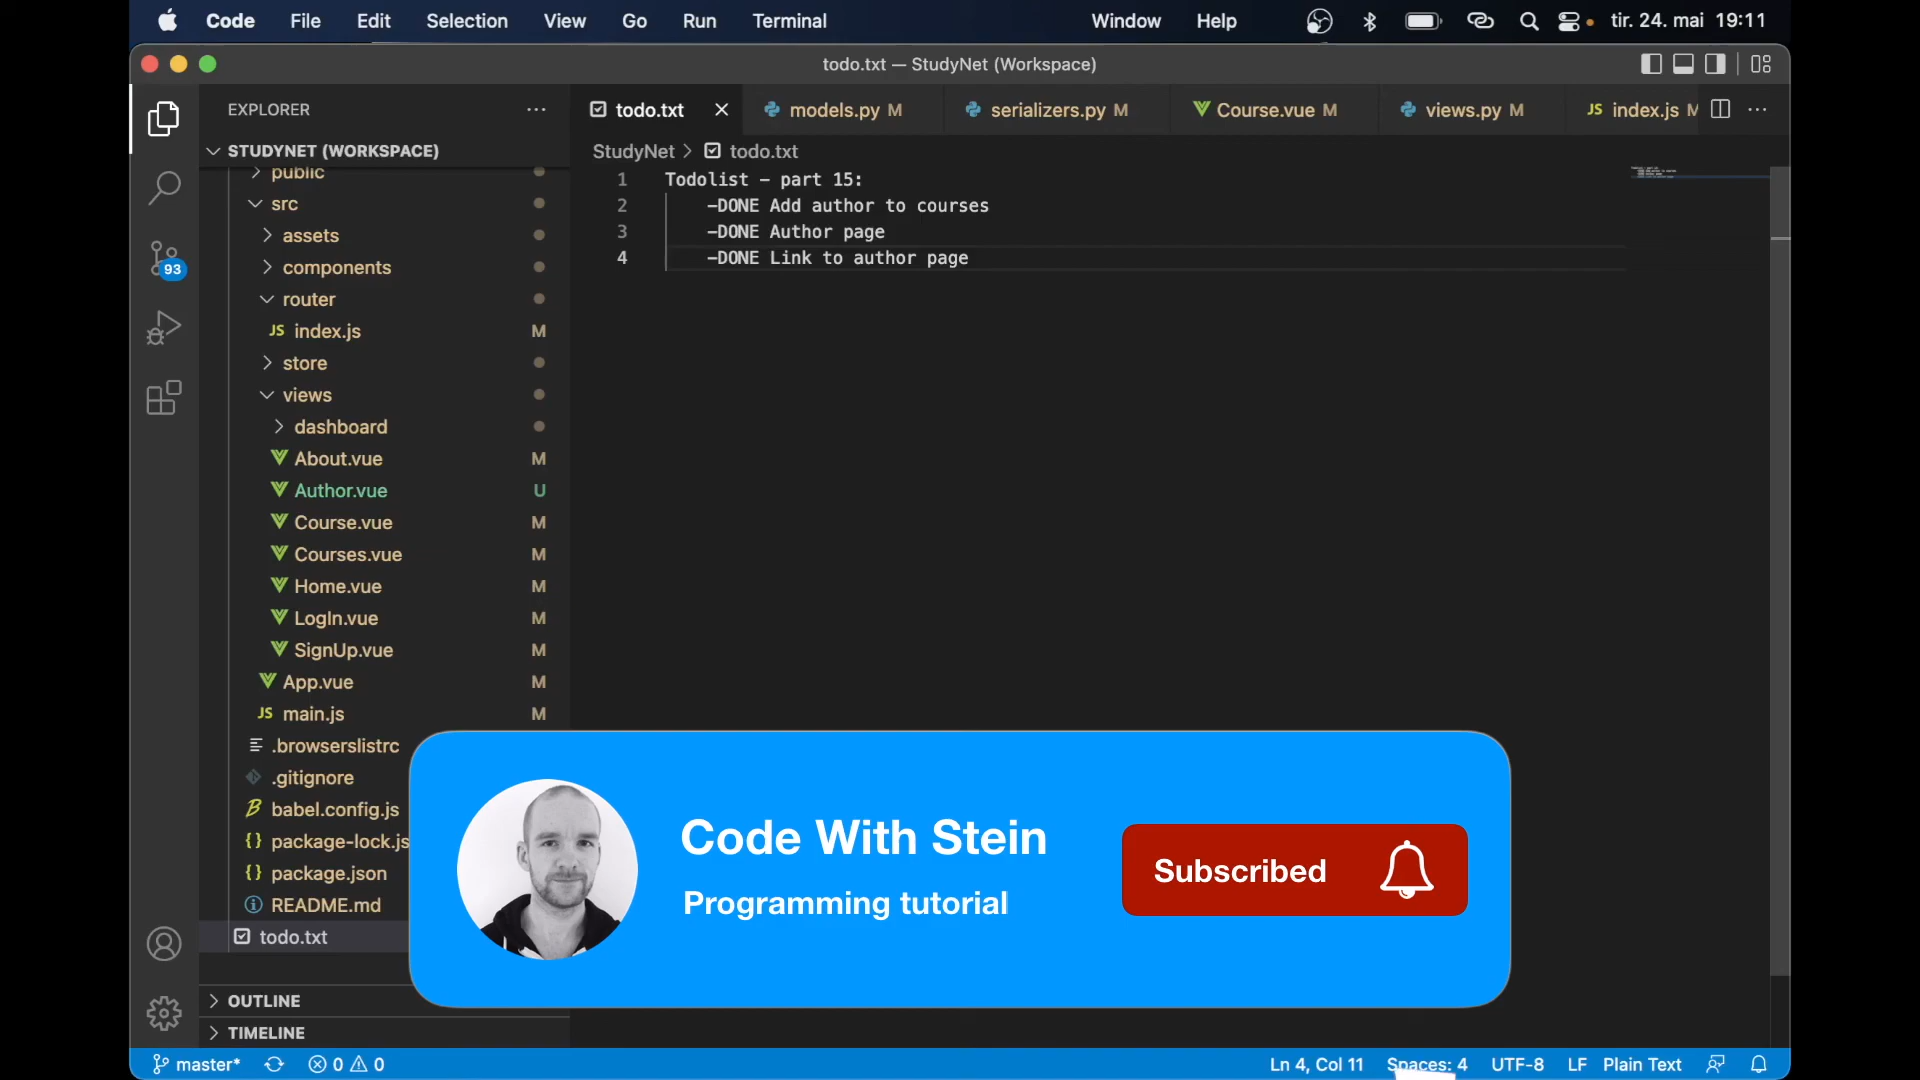 Code File Edit Selection View Go Run Terminal Window Help tir. 24. mai 19:11
todo.txt — StudyNet (Workspace)
EXPLORER
todo.txt
models.py M
serializers.py M
Course.vue M
views.py M
index.js M
STUDYNET (WORKSPACE)
StudyNet > todo.txt
public
src
assets
components
router
JS index.js M
store
views
dashboard
About.vue M
Author.vue U
Course.vue M
Courses.vue M
Home.vue M
LogIn.vue M
SignUp.vue M
App.vue M
JS main.js M
.browserslistrc
.gitignore
babel.config.js
{} package-lock.js
{} package.json
README.md
todo.txt
OUTLINE
TIMELINE
93
1 Todolist - part 15:
2 -DONE Add author to courses
3 -DONE Author page
4 -DONE Link to author page
Code With Stein
Programming tutorial
Subscribed
master* 0 0 Ln 4, Col 11 Spaces: 4 UTF-8 LF Plain Text